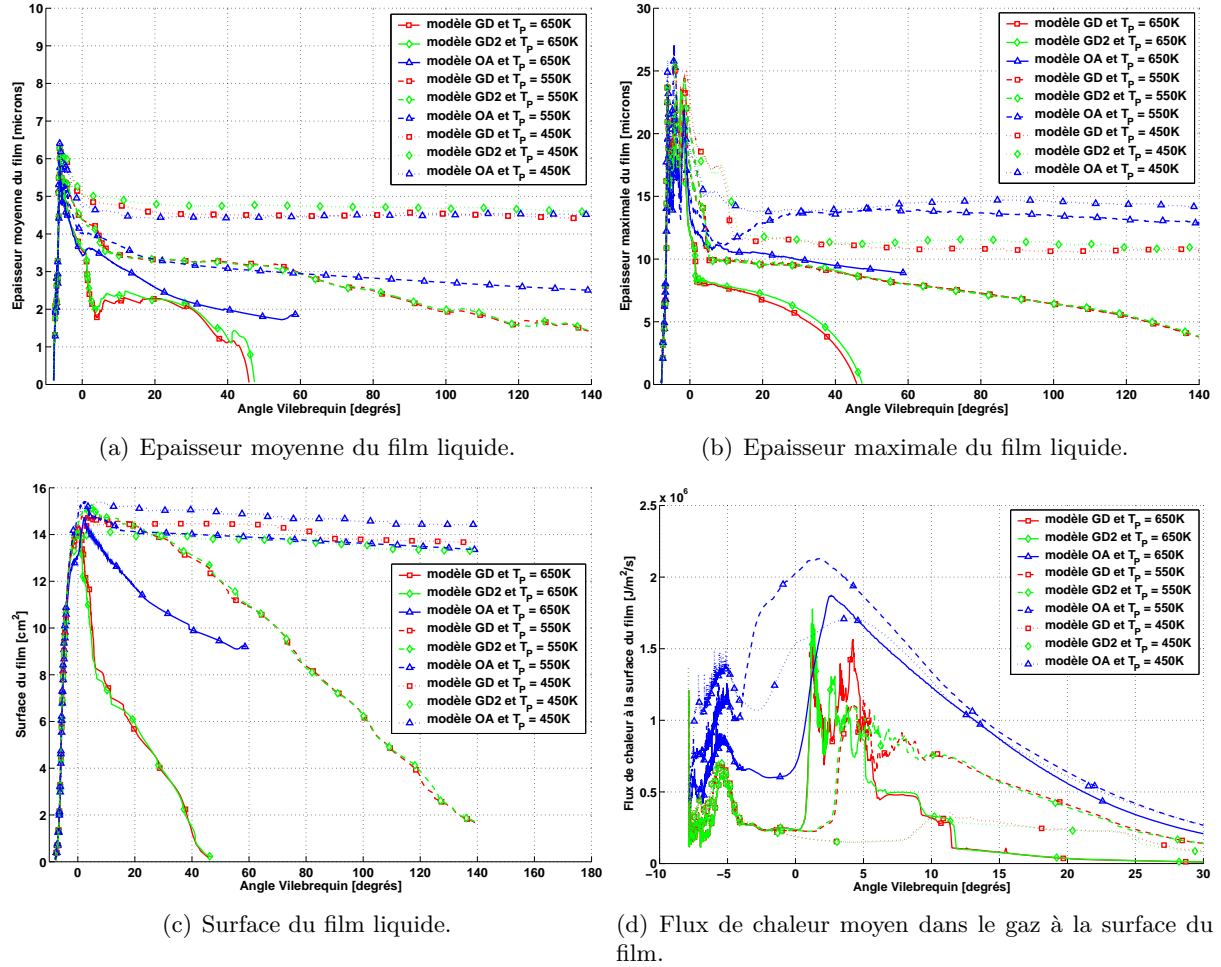 modèle GD et T_P = 650K
modèle GD2 et T_P = 650K
modèle OA et T_P = 650K
modèle GD et T_P = 550K
modèle GD2 et T_P = 550K
modèle OA et T_P = 550K
modèle GD et T_P = 450K
modèle GD2 et T_P = 450K
modèle OA et T_P = 450K
Epaisseur moyenne du film [microns]
10
9
8
7
6
5
4
3
2
1
0
0 20 40 60 80 100 120 140
Angle Vilebrequin [degrés]
(a) Epaisseur moyenne du film liquide.
modèle GD et T_P = 650K
modèle GD2 et T_P = 650K
modèle OA et T_P = 650K
modèle GD et T_P = 550K
modèle GD2 et T_P = 550K
modèle OA et T_P = 550K
modèle GD et T_P = 450K
modèle GD2 et T_P = 450K
modèle OA et T_P = 450K
Epaisseur maximale du film [microns]
30
25
20
15
10
5
0
0 20 40 60 80 100 120 140
Angle Vilebrequin [degrés]
(b) Epaisseur maximale du film liquide.
Surface du film [cm²]
16
14
12
10
8
6
4
2
0
modèle GD et T_P = 650K
modèle GD2 et T_P = 650K
modèle OA et T_P = 650K
modèle GD et T_P = 550K
modèle GD2 et T_P = 550K
modèle OA et T_P = 550K
modèle GD et T_P = 450K
modèle GD2 et T_P = 450K
modèle OA et T_P = 450K
0 20 40 60 80 100 120 140 160 180
Angle Vilebrequin [degrés]
(c) Surface du film liquide.
x 10⁶
Flux de chaleur à la surface du film [J/m²/s]
2.5
2
1.5
1
0.5
0
modèle GD et T_P = 650K
modèle GD2 et T_P = 650K
modèle OA et T_P = 650K
modèle GD et T_P = 550K
modèle GD2 et T_P = 550K
modèle OA et T_P = 550K
modèle GD et T_P = 450K
modèle GD2 et T_P = 450K
modèle OA et T_P = 450K
−10 −5 0 5 10 15 20 25 30
Angle Vilebrequin [degrés]
(d) Flux de chaleur moyen dans le gaz à la surface du
film.